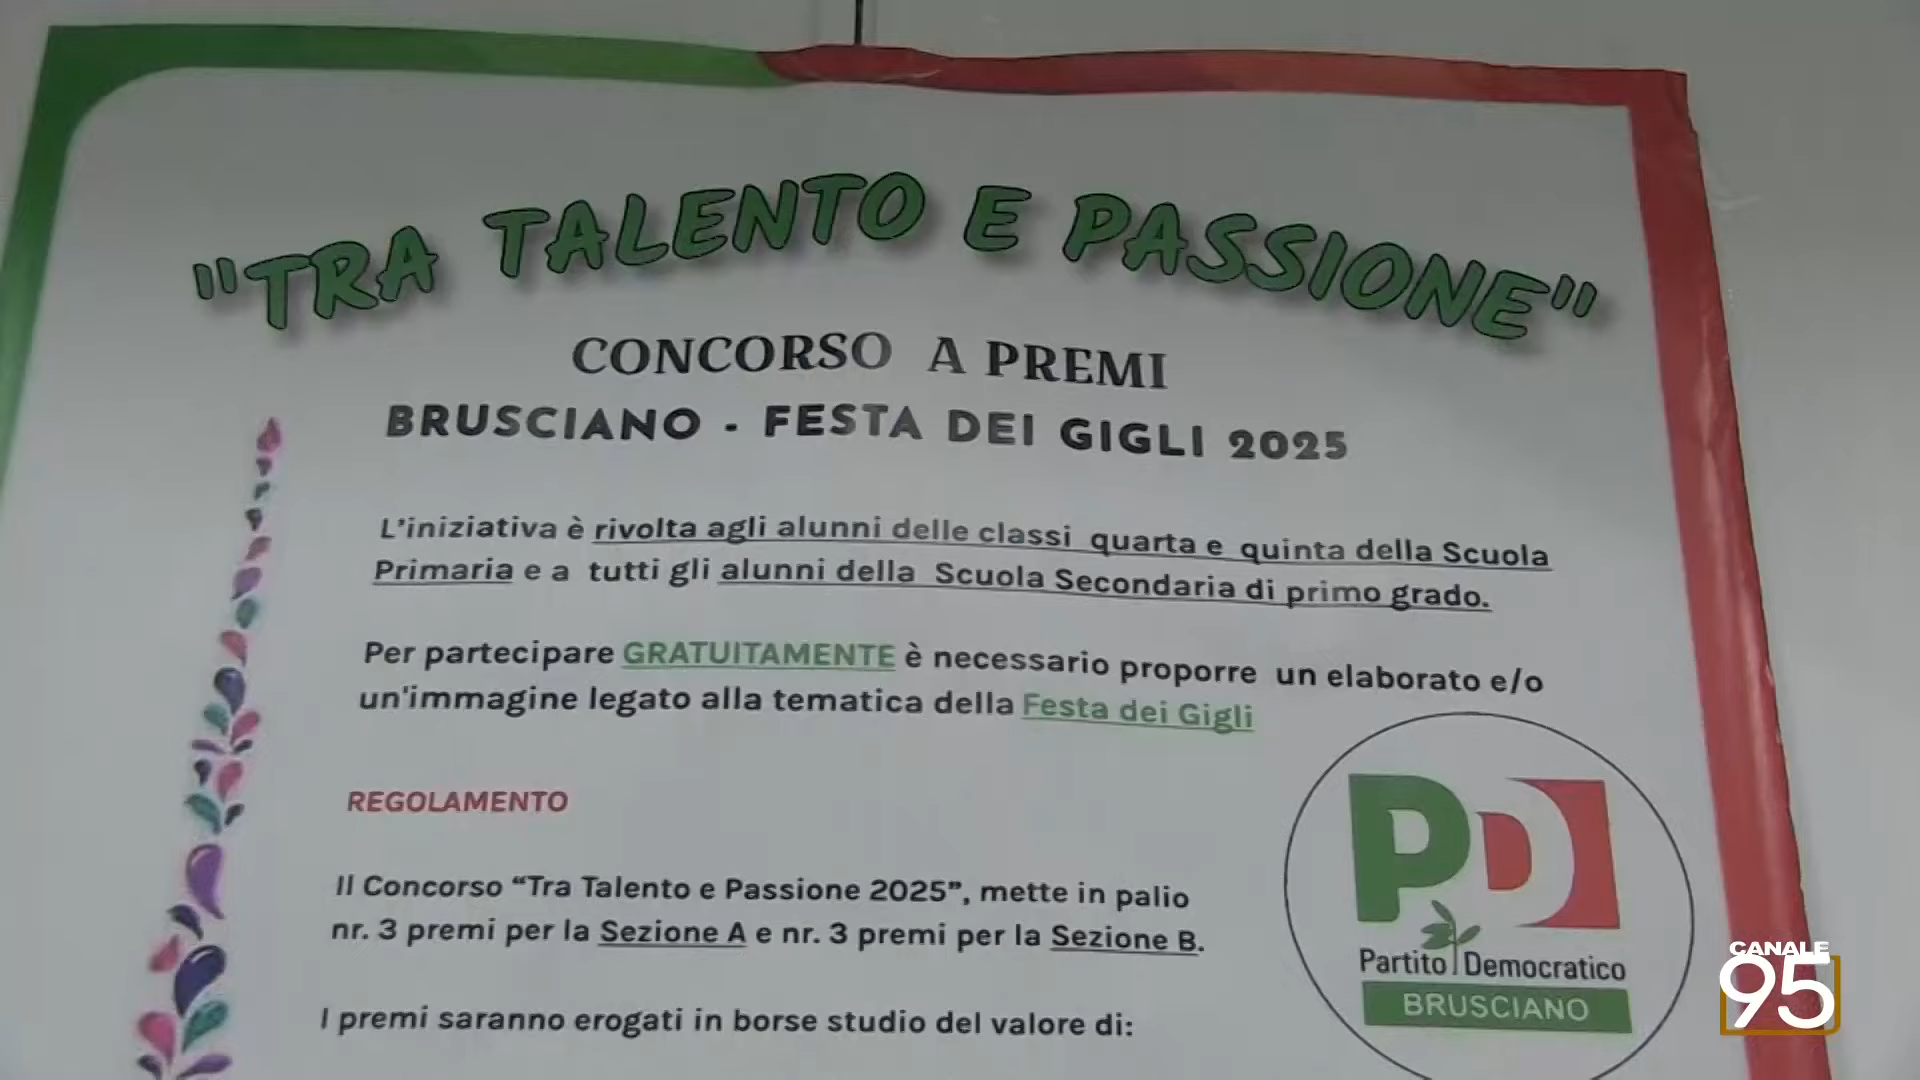 "TRA TALENTO E PASSIONE"
CONCORSO A PREMI
BRUSCIANO - FESTA DEI GIGLI 2025
L'iniziativa è rivolta agli alunni delle classi quarta e quinta della Scuola
Primaria e a tutti gli alunni della Scuola Secondaria di primo grado.
Per partecipare GRATUITAMENTE è necessario proporre un elaborato e/o
un'immagine legato alla tematica della Festa dei Gigli
REGOLAMENTO
Il Concorso “Tra Talento e Passione 2025”, mette in palio
nr. 3 premi per la Sezione A e nr. 3 premi per la Sezione B.
I premi saranno erogati in borse studio del valore di:
PD
Partito Democratico
BRUSCIANO
CANALE
95